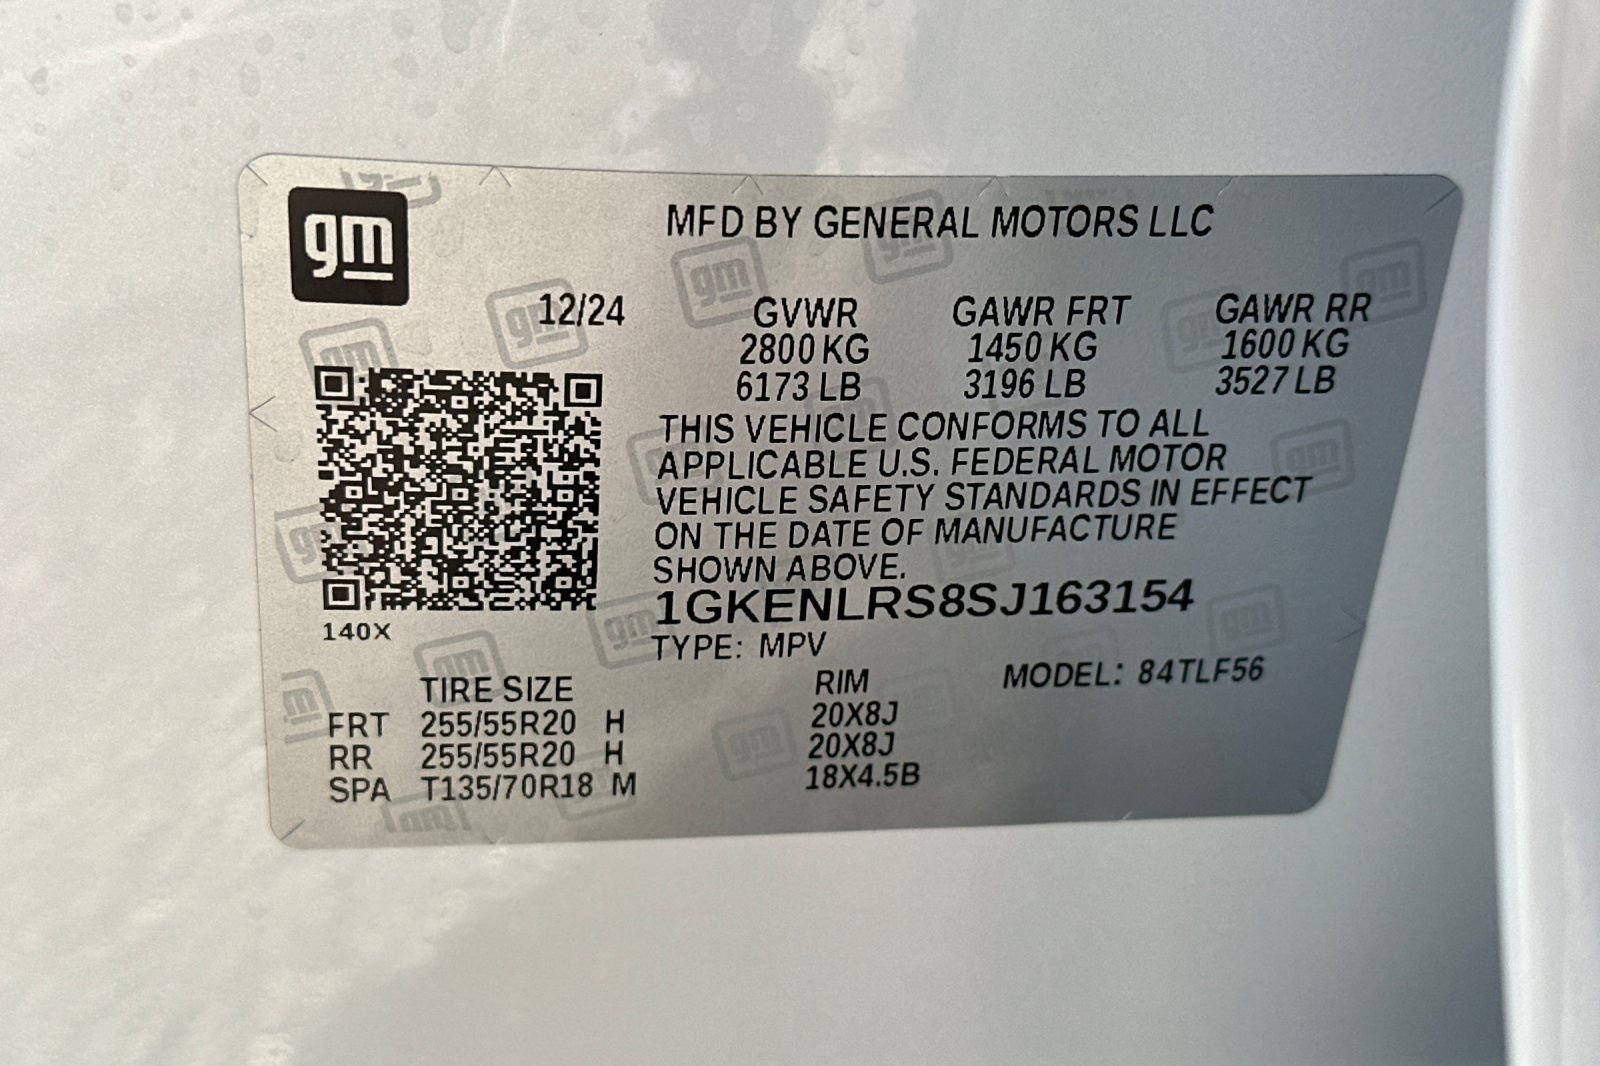 gm
MFD BY GENERAL MOTORS LLC
12/24 GVWR GAWR FRT GAWR RR
2800 KG 1450 KG 1600 KG
6173 LB 3196 LB 3527 LB
THIS VEHICLE CONFORMS TO ALL
APPLICABLE U.S. FEDERAL MOTOR
VEHICLE SAFETY STANDARDS IN EFFECT
ON THE DATE OF MANUFACTURE
SHOWN ABOVE.
1GKENLRS8SJ163154
140X
TYPE: MPV
MODEL: 84TLF56
TIRE SIZE RIM
FRT 255/55R20 H 20X8J
RR 255/55R20 H 20X8J
SPA T135/70R18 M 18X4.5B